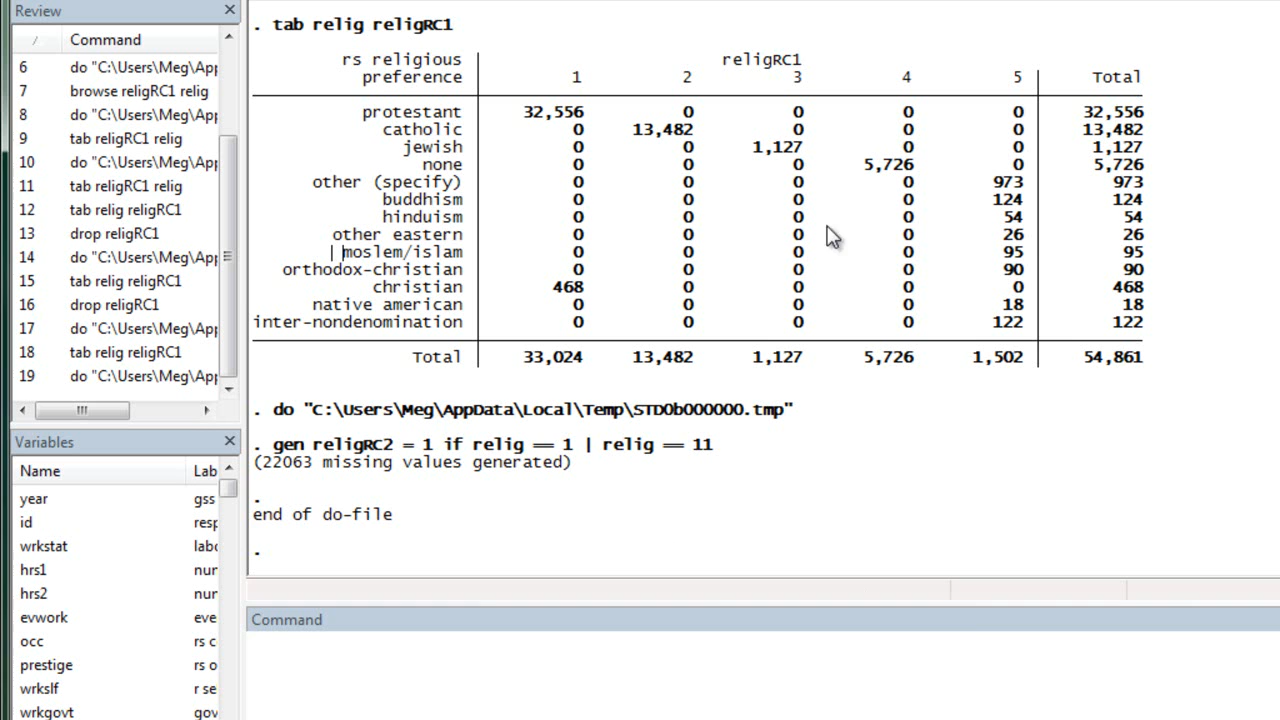 Review
/ Command
6 do "C:\Users\Meg\App
7 browse religRC1 relig
8 do "C:\Users\Meg\App
9 tab religRC1 relig
10 do "C:\Users\Meg\App
11 tab religRC1 relig
12 tab relig religRC1
13 drop religRC1
14 do "C:\Users\Meg\App
15 tab relig religRC1
16 drop religRC1
17 do "C:\Users\Meg\App
18 tab relig religRC1
19 do "C:\Users\Meg\App
Variables
Name Lab
year gss
id resp
wrkstat labo
hrs1 nur
hrs2 nur
evwork eve
occ rs c
prestige rs o
wrkslf r se
wrkgovt gov
. tab relig religRC1
rs religious religRC1
preference 1 2 3 4 5 Total
protestant 32,556 0 0 0 0 32,556
catholic 0 13,482 0 0 0 13,482
jewish 0 0 1,127 0 0 1,127
none 0 0 0 5,726 0 5,726
other (specify) 0 0 0 0 973 973
buddhism 0 0 0 0 124 124
hinduism 0 0 0 0 54 54
other eastern 0 0 0 0 26 26
| moslem/islam 0 0 0 0 95 95
orthodox-christian 0 0 0 0 90 90
christian 468 0 0 0 0 468
native american 0 0 0 0 18 18
inter-nondenomination 0 0 0 0 122 122
Total 33,024 13,482 1,127 5,726 1,502 54,861
. do "C:\Users\Meg\AppData\Local\Temp\STD0b000000.tmp"
. gen religRC2 = 1 if relig == 1 | relig == 11
(22063 missing values generated)
.
end of do-file
.
Command